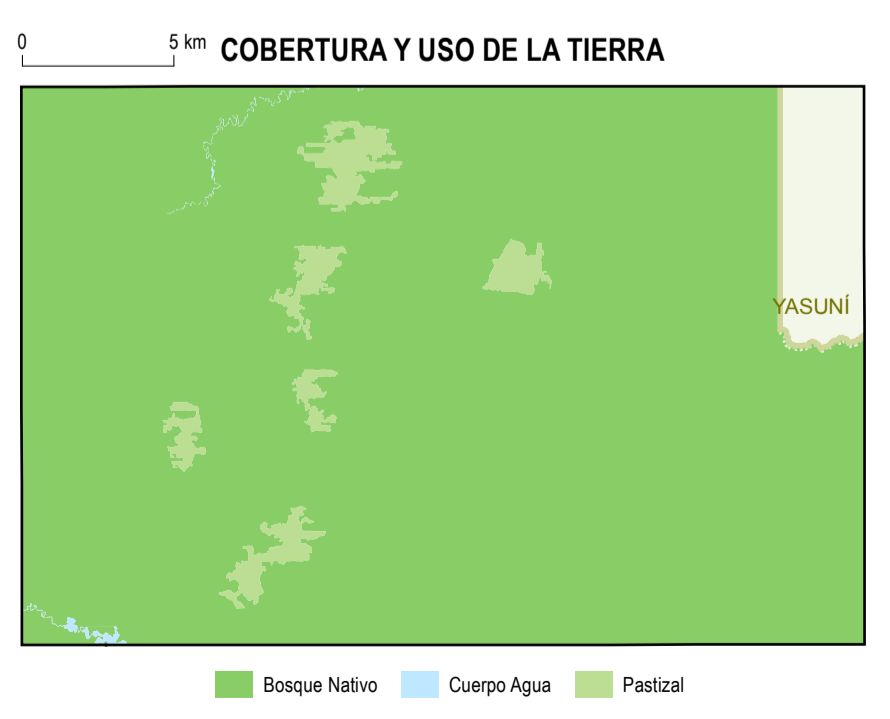 0 5 km COBERTURA Y USO DE LA TIERRA
YASUNÍ
Bosque Nativo Cuerpo Agua Pastizal